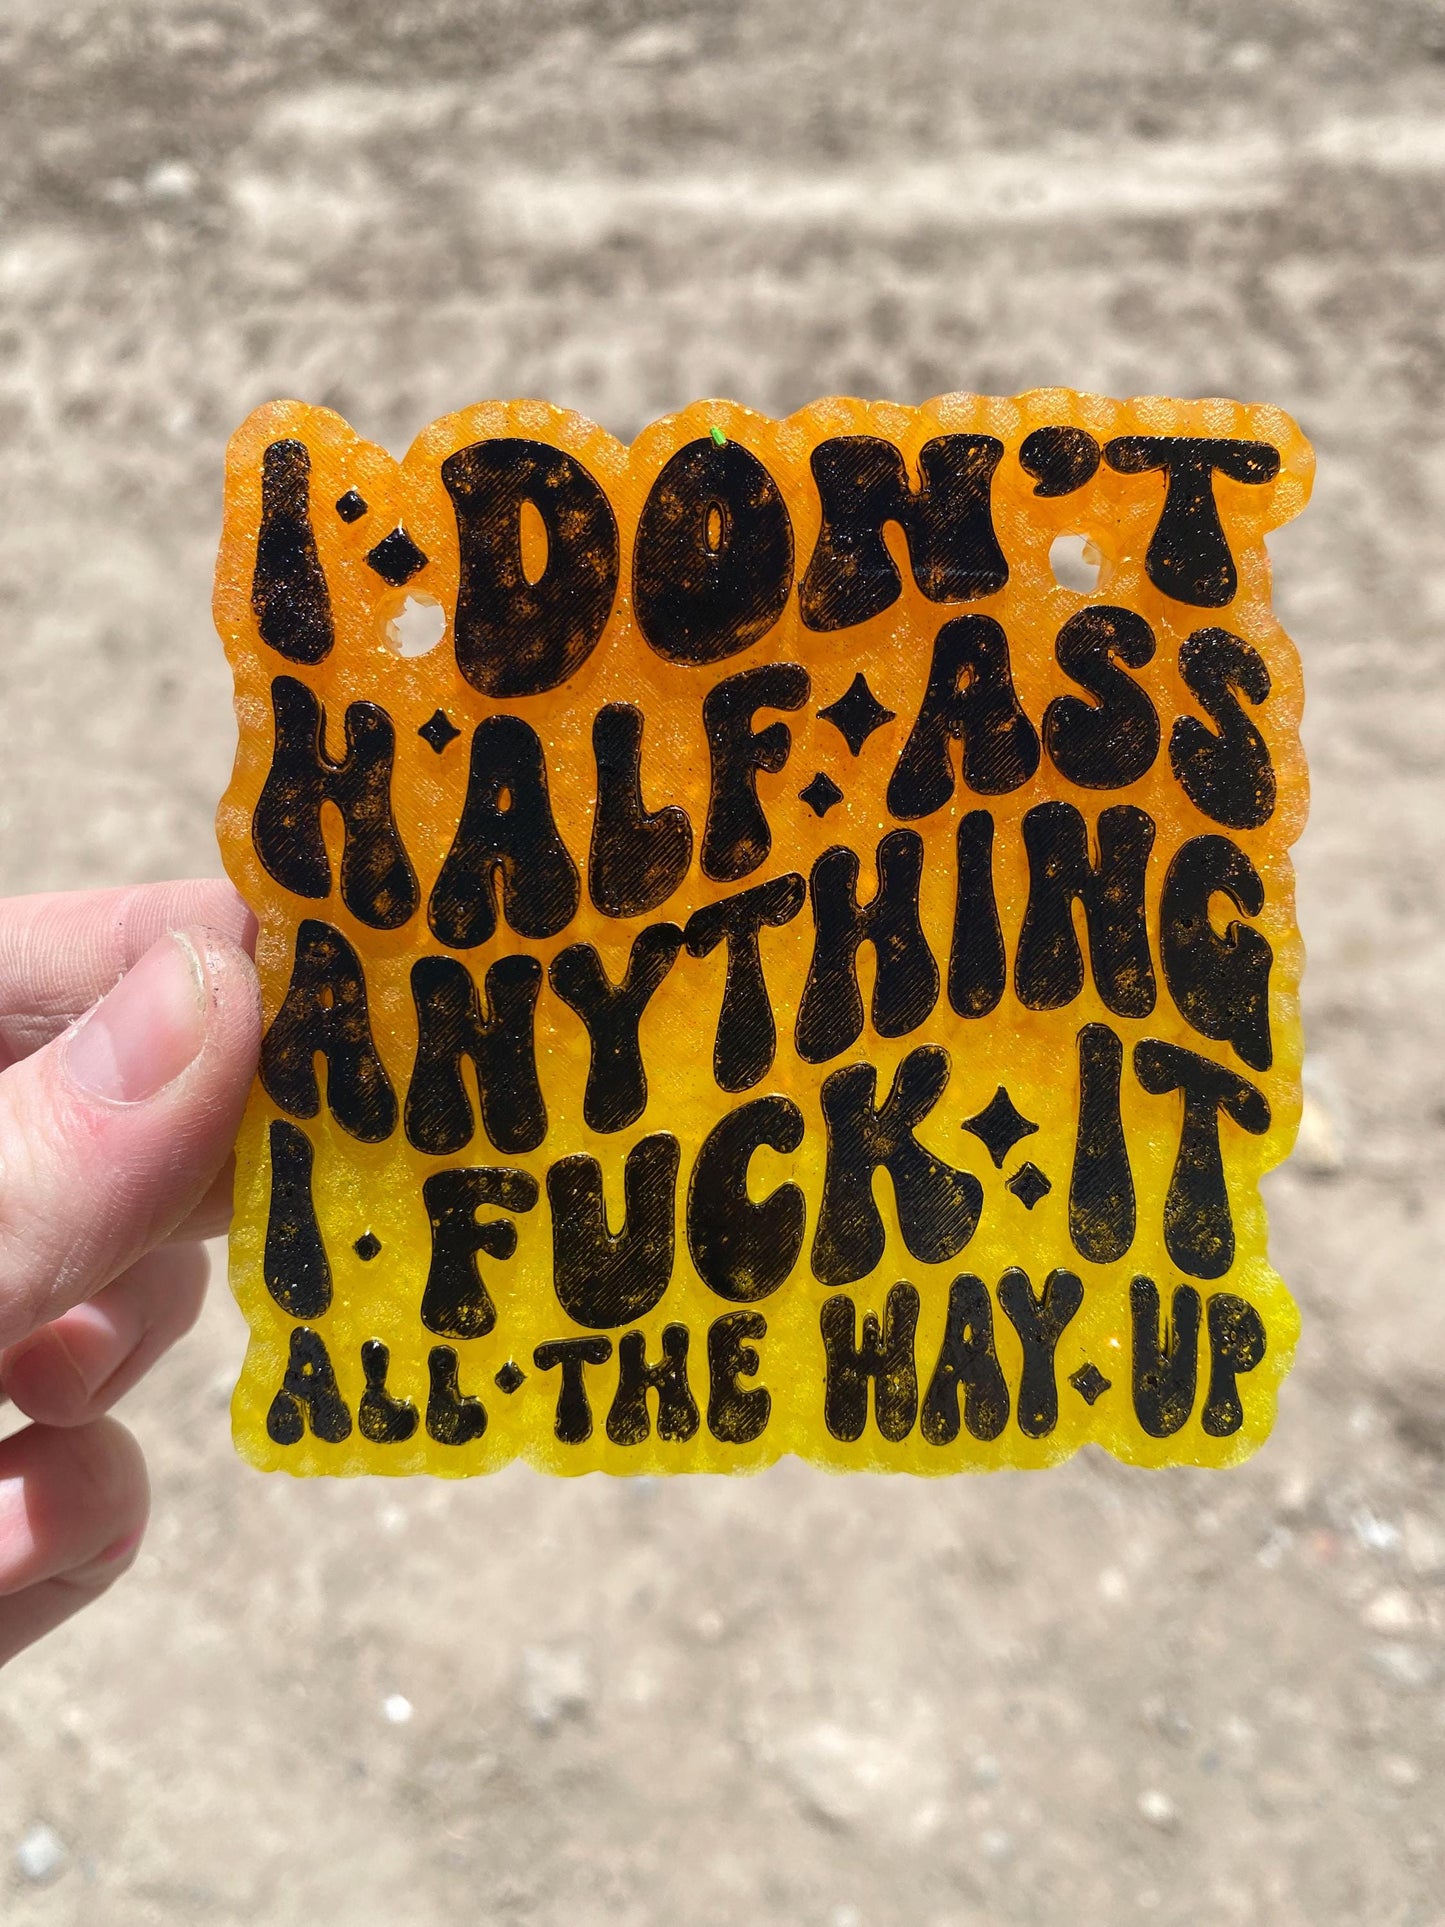 I DON'T
HALF ASS
ANYTHING
I FUCK IT
ALL THE WAY UP